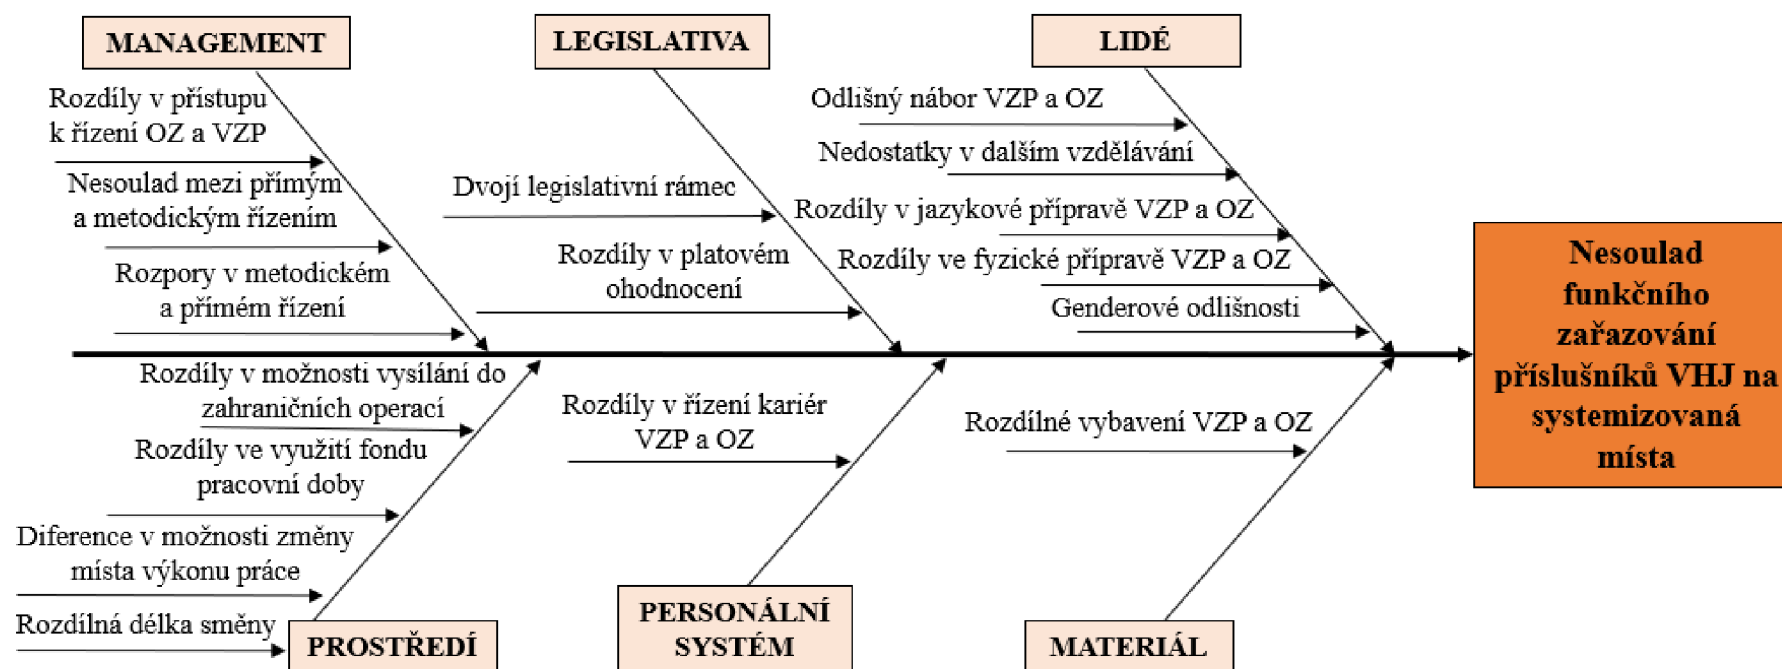 MANAGEMENT
Rozdíly v přístupu
k řízení OZ a VZP
Nesoulad mezi přímým
a metodickým řízením
Rozpory v metodickém
a přímém řízení
LEGISLATIVA
Dvojí legislativní rámec
Rozdíly v platovém
ohodnocení
LIDÉ
Odlišný nábor VZP a OZ
Nedostatky v dalším vzdělávání
Rozdíly v jazykové přípravě VZP a OZ
Rozdíly ve fyzické přípravě VZP a OZ
Genderové odlišnosti
Nesoulad
funkčního
zařazování
příslušníků VHJ na
systemizovaná
místa
Rozdíly v možnosti vysílání do
zahraničních operací
Rozdíly ve využití fondu
pracovní doby
Diference v možnosti změny
místa výkonu práce
Rozdílná délka směny
PROSTŘEDÍ
Rozdíly v řízení kariér
VZP a OZ
PERSONÁLNÍ
SYSTÉM
Rozdílné vybavení VZP a OZ
MATERIÁL